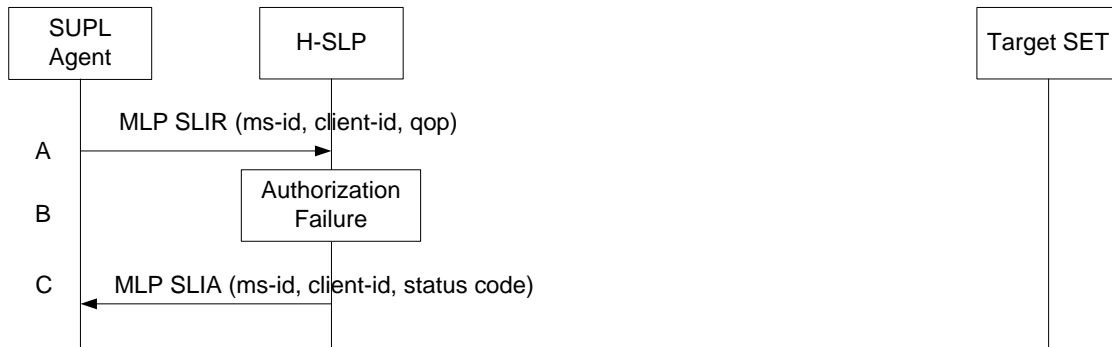 SUPL
Agent
H-SLP
Target SET
MLP SLIR (ms-id, client-id, qop)
A
Authorization
Failure
B
MLP SLIA (ms-id, client-id, status code)
C